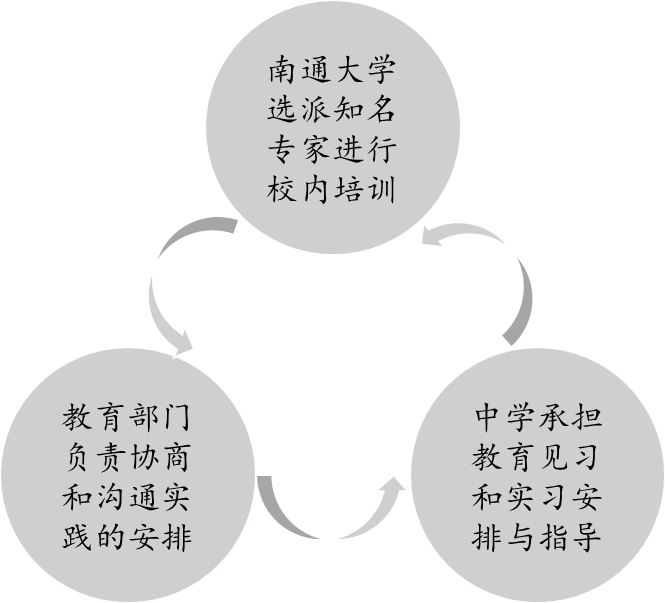 南通大学
选派知名
专家进行
校内培训
教育部门
负责协商
和沟通实
践的安排
中学承担
教育见习
和实习安
排与指导